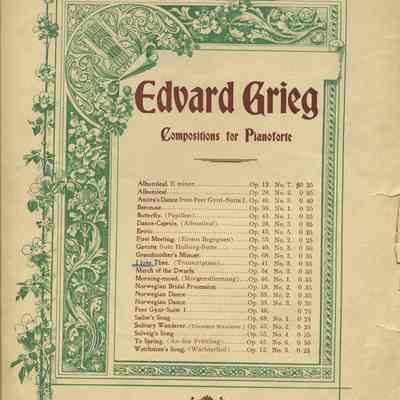 Edvard Grieg
Compositions for Pianoforte
Albumleaf. E minor Op. 12. No. 7. $0 25
Albumleaf Op. 28. No. 3. 0 35
Anitra's Dance from Peer Gynt-Suite I. Op. 46. No. 3. 0 40
Berceuse Op. 38. No. 1. 0 35
Butterfly. (Papillon) Op. 43. No. 1. 0 35
Dance-Caprice. (Albumleaf) Op. 28. No. 3. 0 35
Erotic Op. 43. No. 5. 0 25
First Meeting. (Erstes Begegnen) Op. 52. No. 2. 0 25
Gavotte from Holberg-Suite Op. 40. No. 3. 0 50
Grandmother's Minuet Op. 68. No. 2. 0 35
I love Thee. (Transcription) Op. 41. No. 3. 0 35
March of the Dwarfs Op. 54. No. 3. 0 50
Morning-mood. (Morgenstimmung) Op. 46. No. 1. 0 35
Norwegian Bridal Procession Op. 19. No. 2. 0 35
Norwegian Dance Op. 35. No. 2. 0 35
Norwegian Dance Op. 35. No. 3. 0 50
Peer Gynt-Suite I Op. 46. 0 75
Sailor's Song Op. 68. No. 1. 0 25
Solitary Wanderer. Op. 43. No. 2. 0 25
Solvejg's Song Op. 52. No. 4. 0 35
To Spring. (An den Frühling) Op. 43. No. 6. 0 50
Watchman's Song. (Wächterlied) Op. 12. No. 3. 0 25